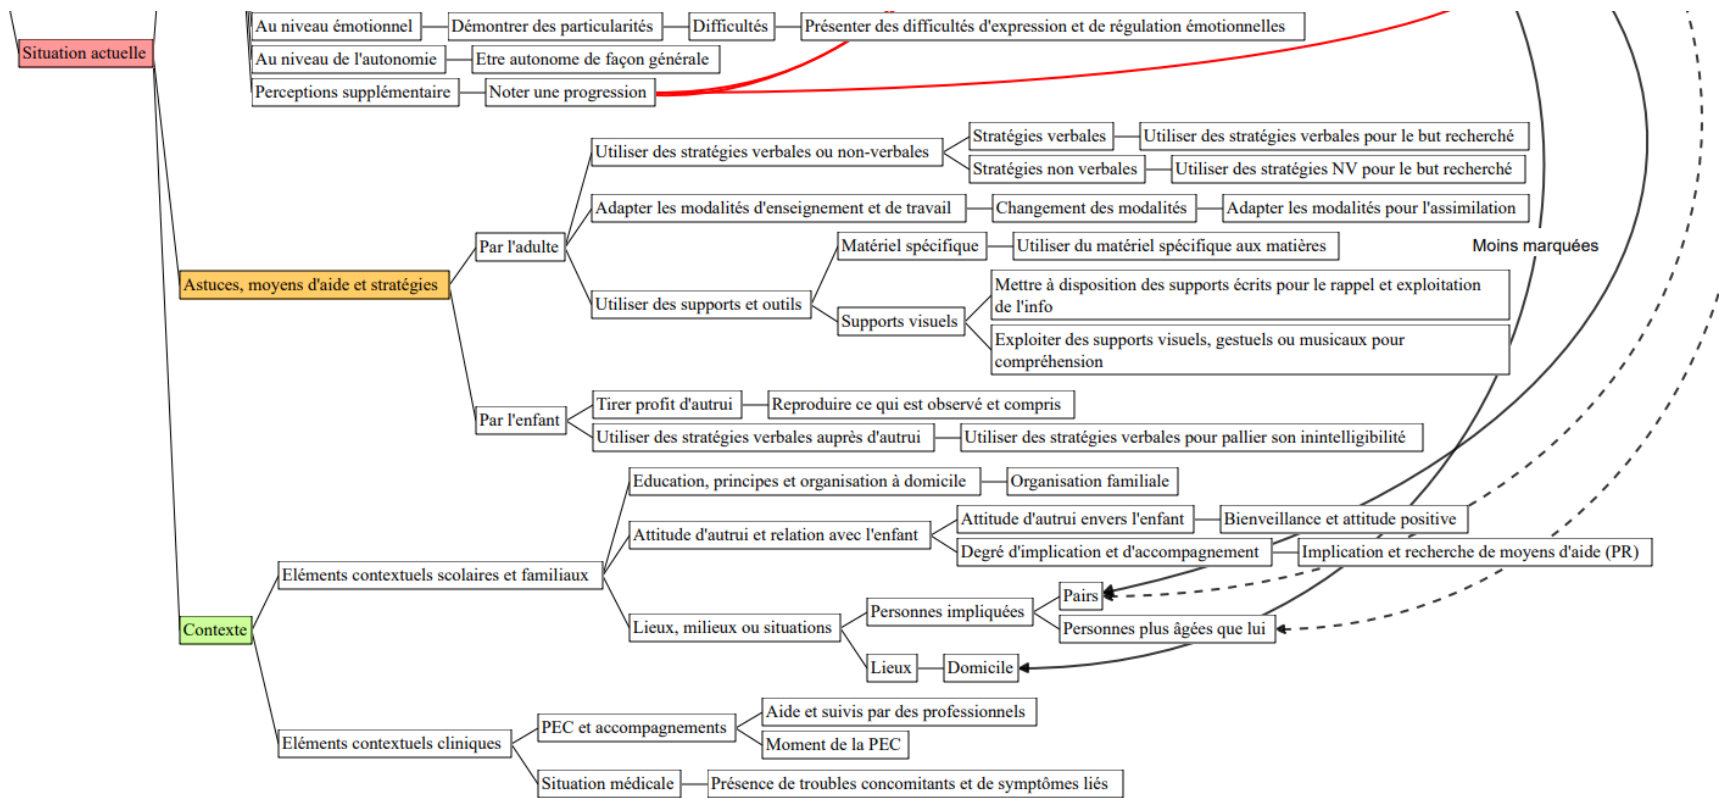 Au niveau émotionnel
Démontrer des particularités
Difficultés
Présenter des difficultés d'expression et de régulation émotionnelles
Situation actuelle
Au niveau de l'autonomie
Etre autonome de façon générale
Perceptions supplémentaire
Noter une progression
Utiliser des stratégies verbales ou non-verbales
Stratégies verbales
Utiliser des stratégies verbales pour le but recherché
Stratégies non verbales
Utiliser des stratégies NV pour le but recherché
Adapter les modalités d'enseignement et de travail
Changement des modalités
Adapter les modalités pour l'assimilation
Par l'adulte
Matériel spécifique
Utiliser du matériel spécifique aux matières
Moins marquées
Astuces, moyens d'aide et stratégies
Utiliser des supports et outils
Supports visuels
Mettre à disposition des supports écrits pour le rappel et exploitation
de l'info
Exploiter des supports visuels, gestuels ou musicaux pour
compréhension
Par l'enfant
Tirer profit d'autrui
Reproduire ce qui est observé et compris
Utiliser des stratégies verbales auprès d'autrui
Utiliser des stratégies verbales pour pallier son inintelligibilité
Education, principes et organisation à domicile
Organisation familiale
Attitude d'autrui et relation avec l'enfant
Attitude d'autrui envers l'enfant
Bienveillance et attitude positive
Degré d'implication et d'accompagnement
Implication et recherche de moyens d'aide (PR)
Eléments contextuels scolaires et familiaux
Lieux, milieux ou situations
Personnes impliquées
Pairs
Personnes plus âgées que lui
Lieux
Domicile
Contexte
Eléments contextuels cliniques
PEC et accompagnements
Aide et suivis par des professionnels
Moment de la PEC
Situation médicale
Présence de troubles concomitants et de symptômes liés